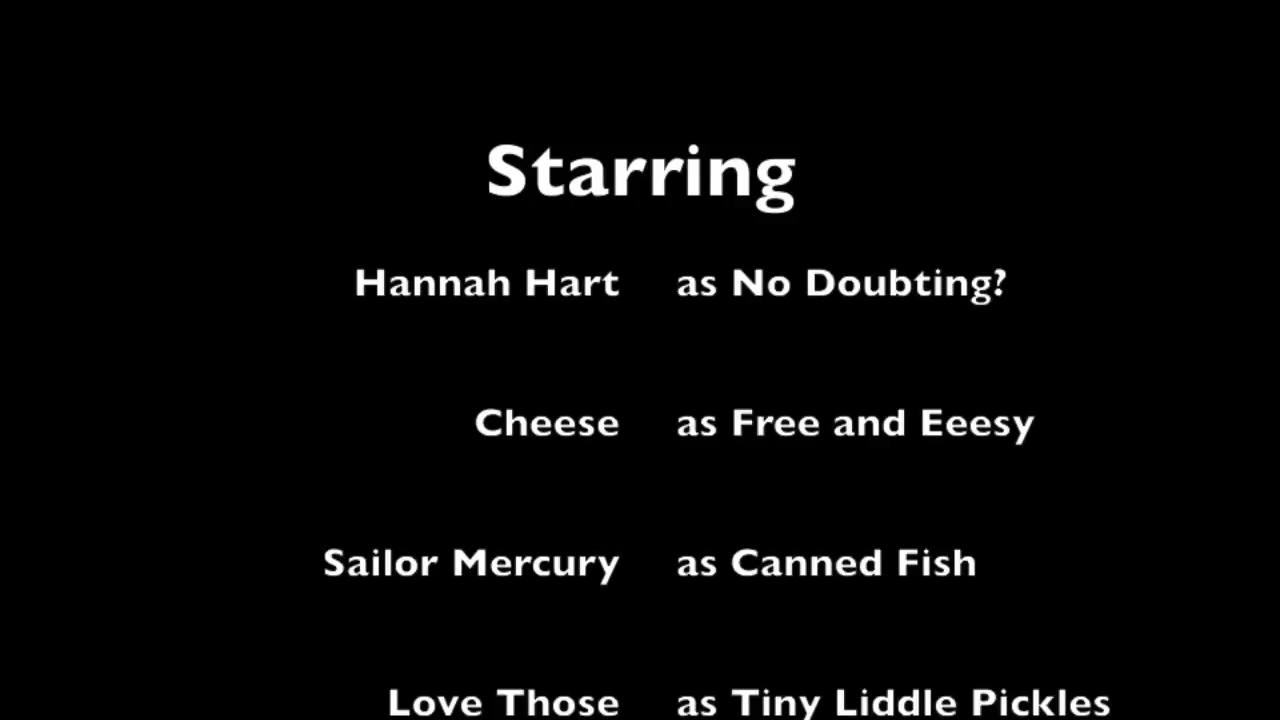 Starring
Hannah Hart as No Doubting?
Cheese as Free and Eeesy
Sailor Mercury as Canned Fish
Love Those as Tiny Liddle Pickles